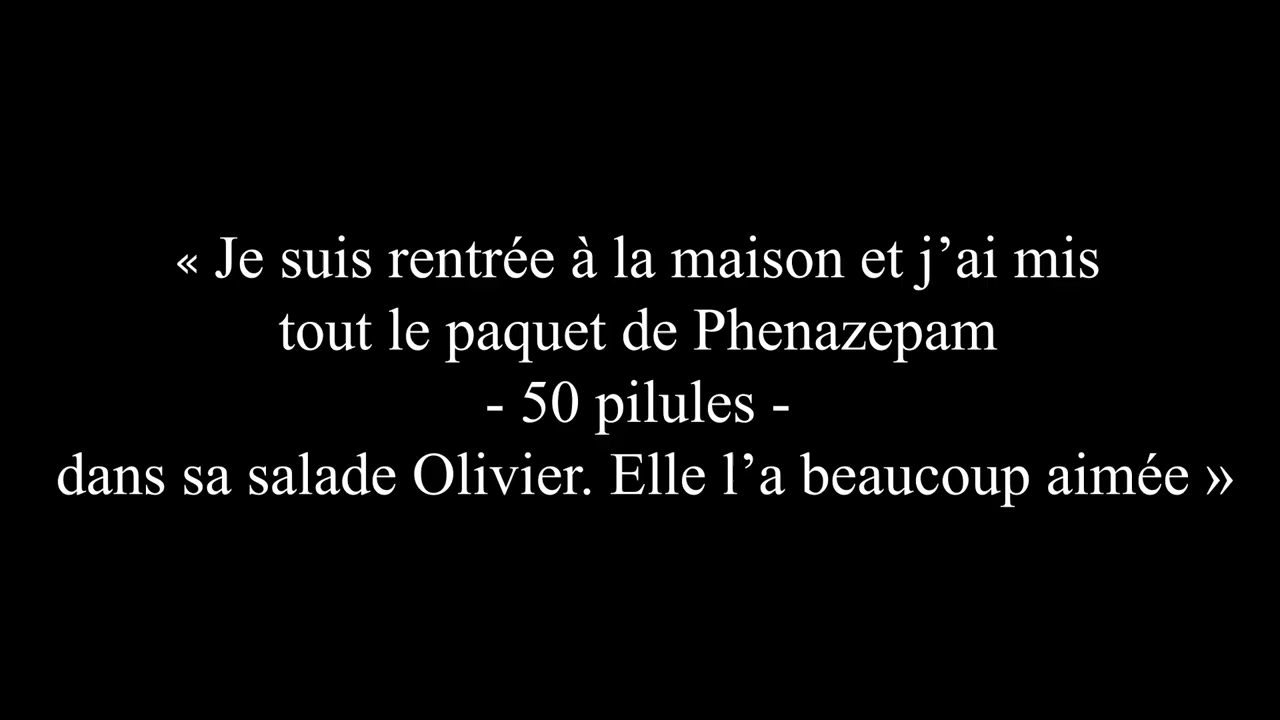 « Je suis rentrée à la maison et j’ai mis
tout le paquet de Phenazepam
- 50 pilules -
dans sa salade Olivier. Elle l’a beaucoup aimée »